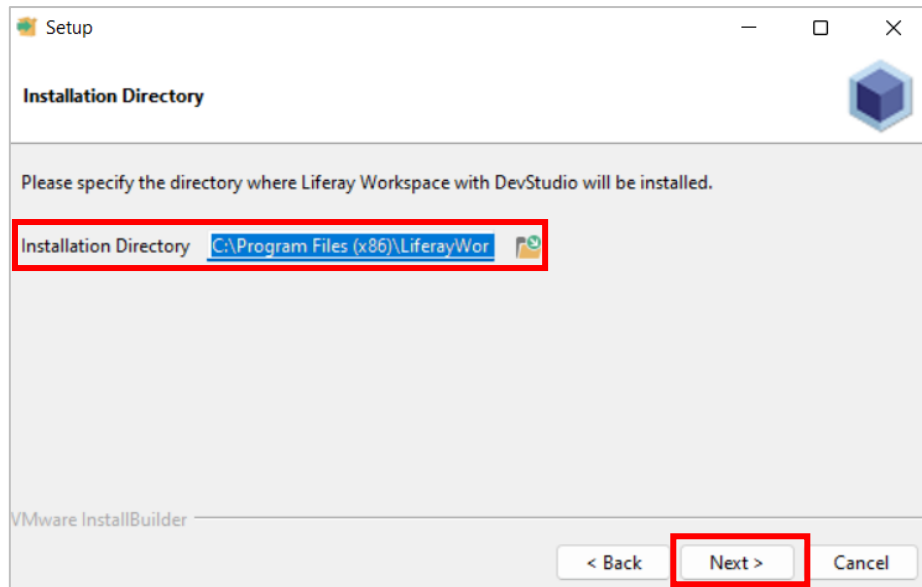 Setup
Installation Directory
Please specify the directory where Liferay Workspace with DevStudio will be installed.
Installation Directory C:\Program Files (x86)\LiferayWor
VMware InstallBuilder
< Back Next > Cancel